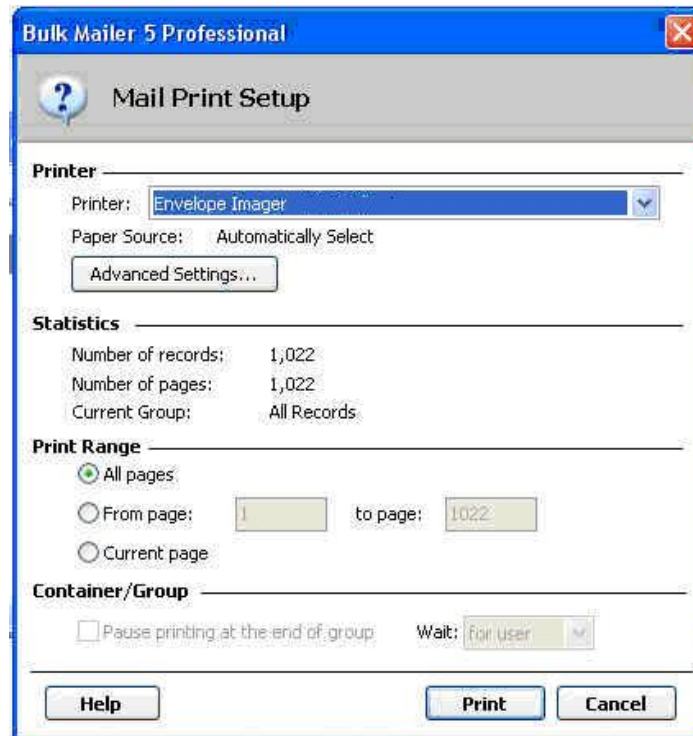 Bulk Mailer 5 Professional
?
Mail Print Setup
Printer
Printer: Envelope Imager
Paper Source: Automatically Select
Advanced Settings...
Statistics
Number of records: 1,022
Number of pages: 1,022
Current Group: All Records
Print Range
All pages
From page: 1 to page: 1022
Current page
Container/Group
Pause printing at the end of group Wait: for user
Help Print Cancel